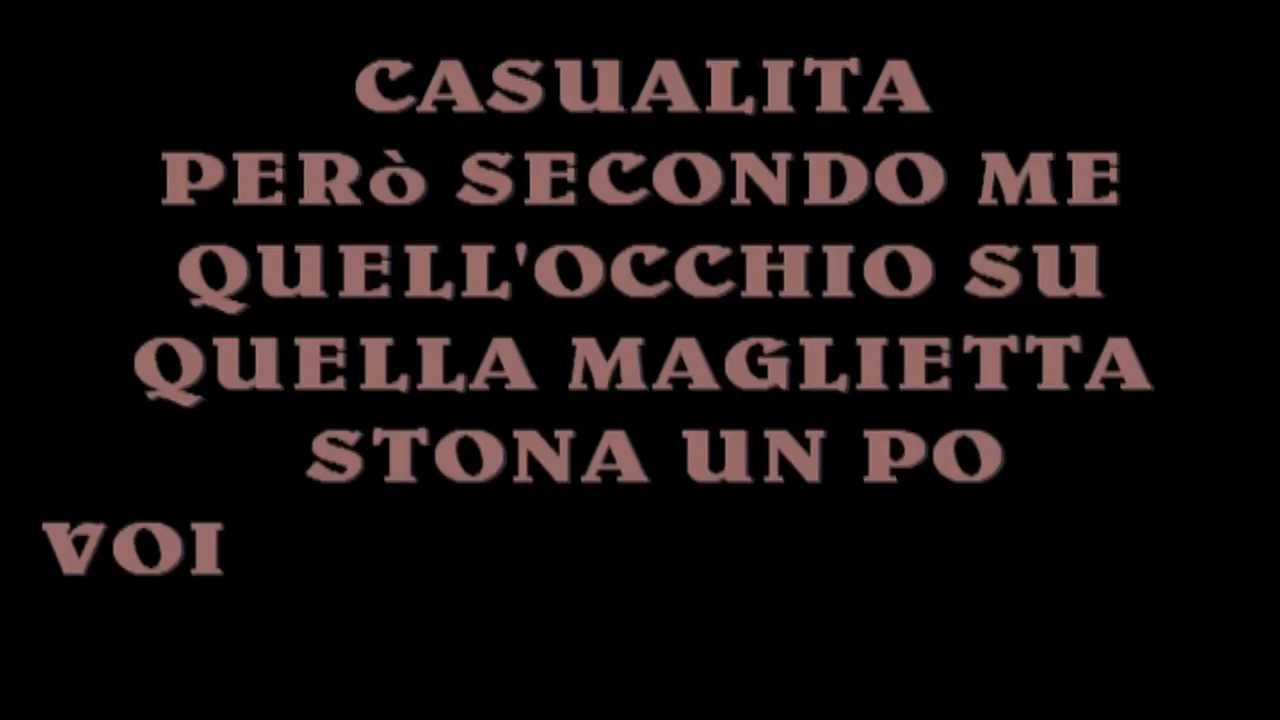 CASUALITA
PERò SECONDO ME
QUELL'OCCHIO SU
QUELLA MAGLIETTA
STONA UN PO
VOI